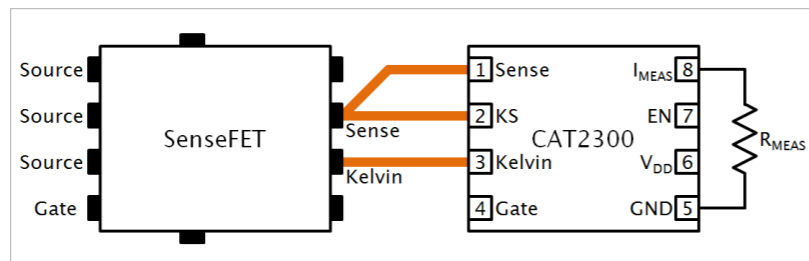 Source
Source
Source
Gate
SenseFET
Sense
Kelvin
1 Sense
2 KS
3 Kelvin
4 Gate
CAT2300
IMEAS 8
EN 7
VDD 6
GND 5
RMEAS